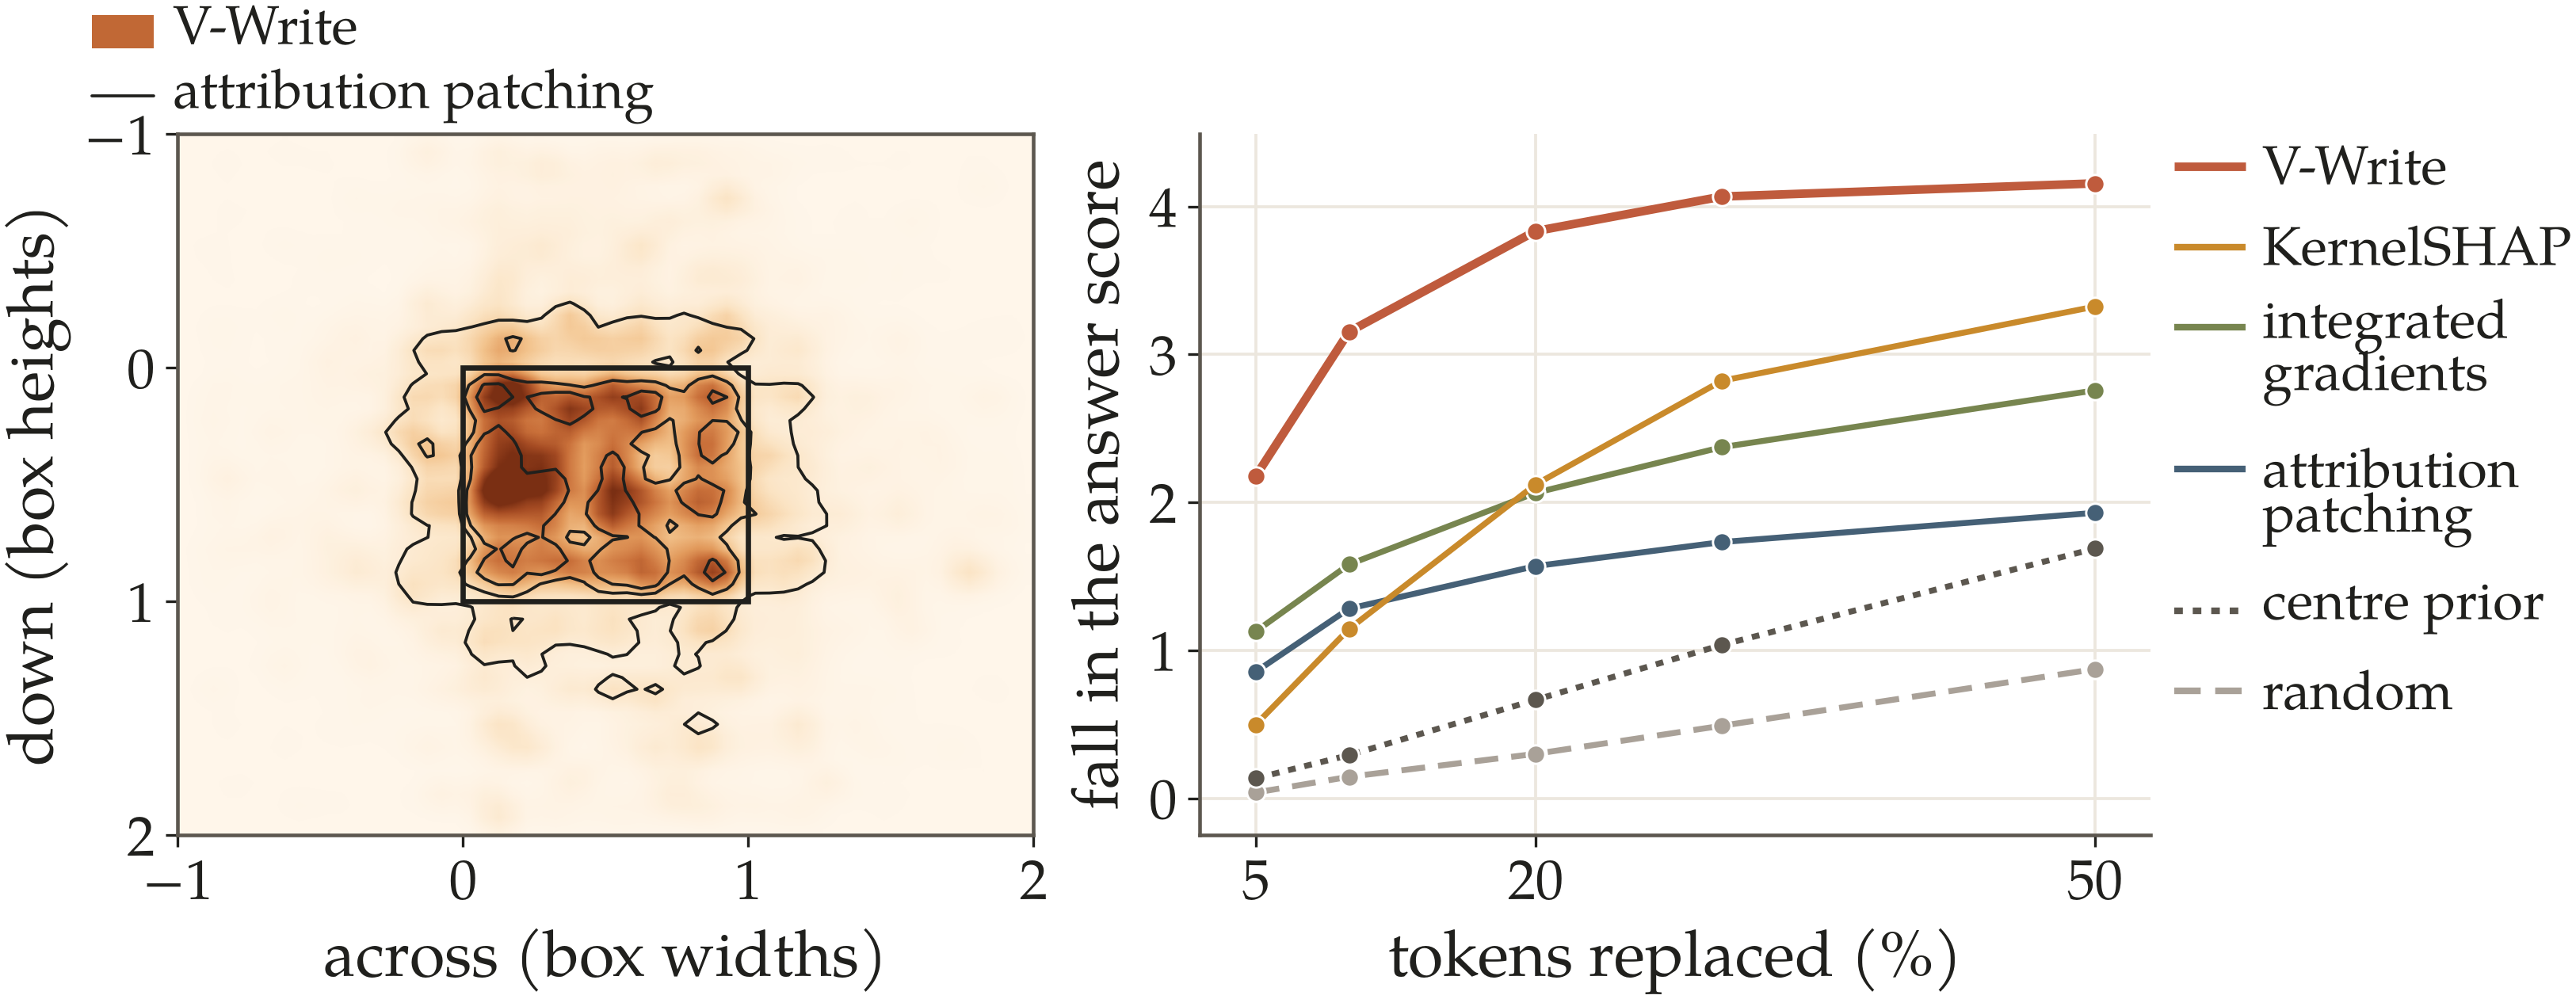 V-Write
attribution patching
−1
0
1
2
−1
0
1
2
down (box heights)
across (box widths)
4
3
2
1
0
5
20
50
fall in the answer score
tokens replaced (%)
V-Write
KernelSHAP
integrated
gradients
attribution
patching
centre prior
random